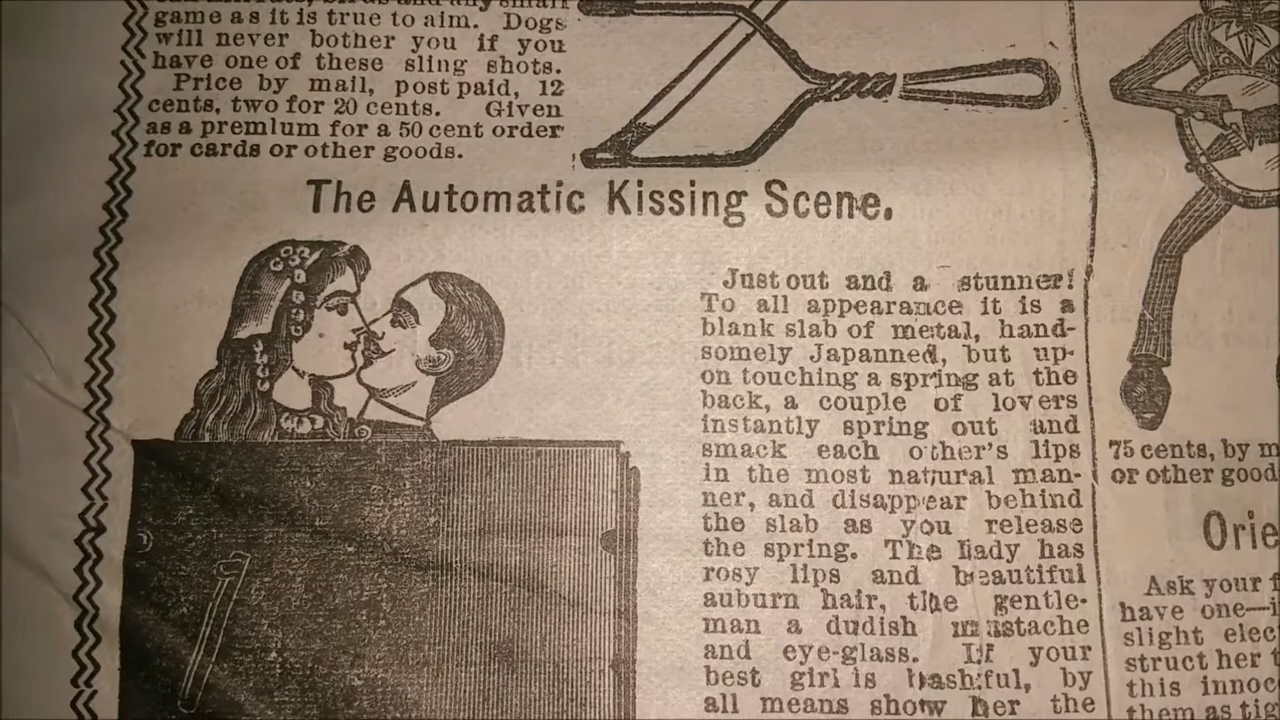 game as it is true to aim. Dogs
will never bother you if you
have one of these sling shots.
Price by mail, post paid, 12
cents, two for 20 cents. Given
as a premium for a 50 cent order
for cards or other goods.
The Automatic Kissing Scene.
Just out and a stunner!
To all appearance it is a
blank slab of metal, hand-
somely Japanned, but up-
on touching a spring at the
back, a couple of lovers
instantly spring out and
smack each other's lips
in the most natural man-
ner, and disappear behind
the slab as you release
the spring. The lady has
rosy lips and beautiful
auburn hair, the gentle-
man a dudish mustache
and eye-glass. If your
best girl is bashful, by
all means show her the
75 cents, by m
or other good
Orie
Ask your f
have one—i
slight elec
struct her t
this innoc
them as tig